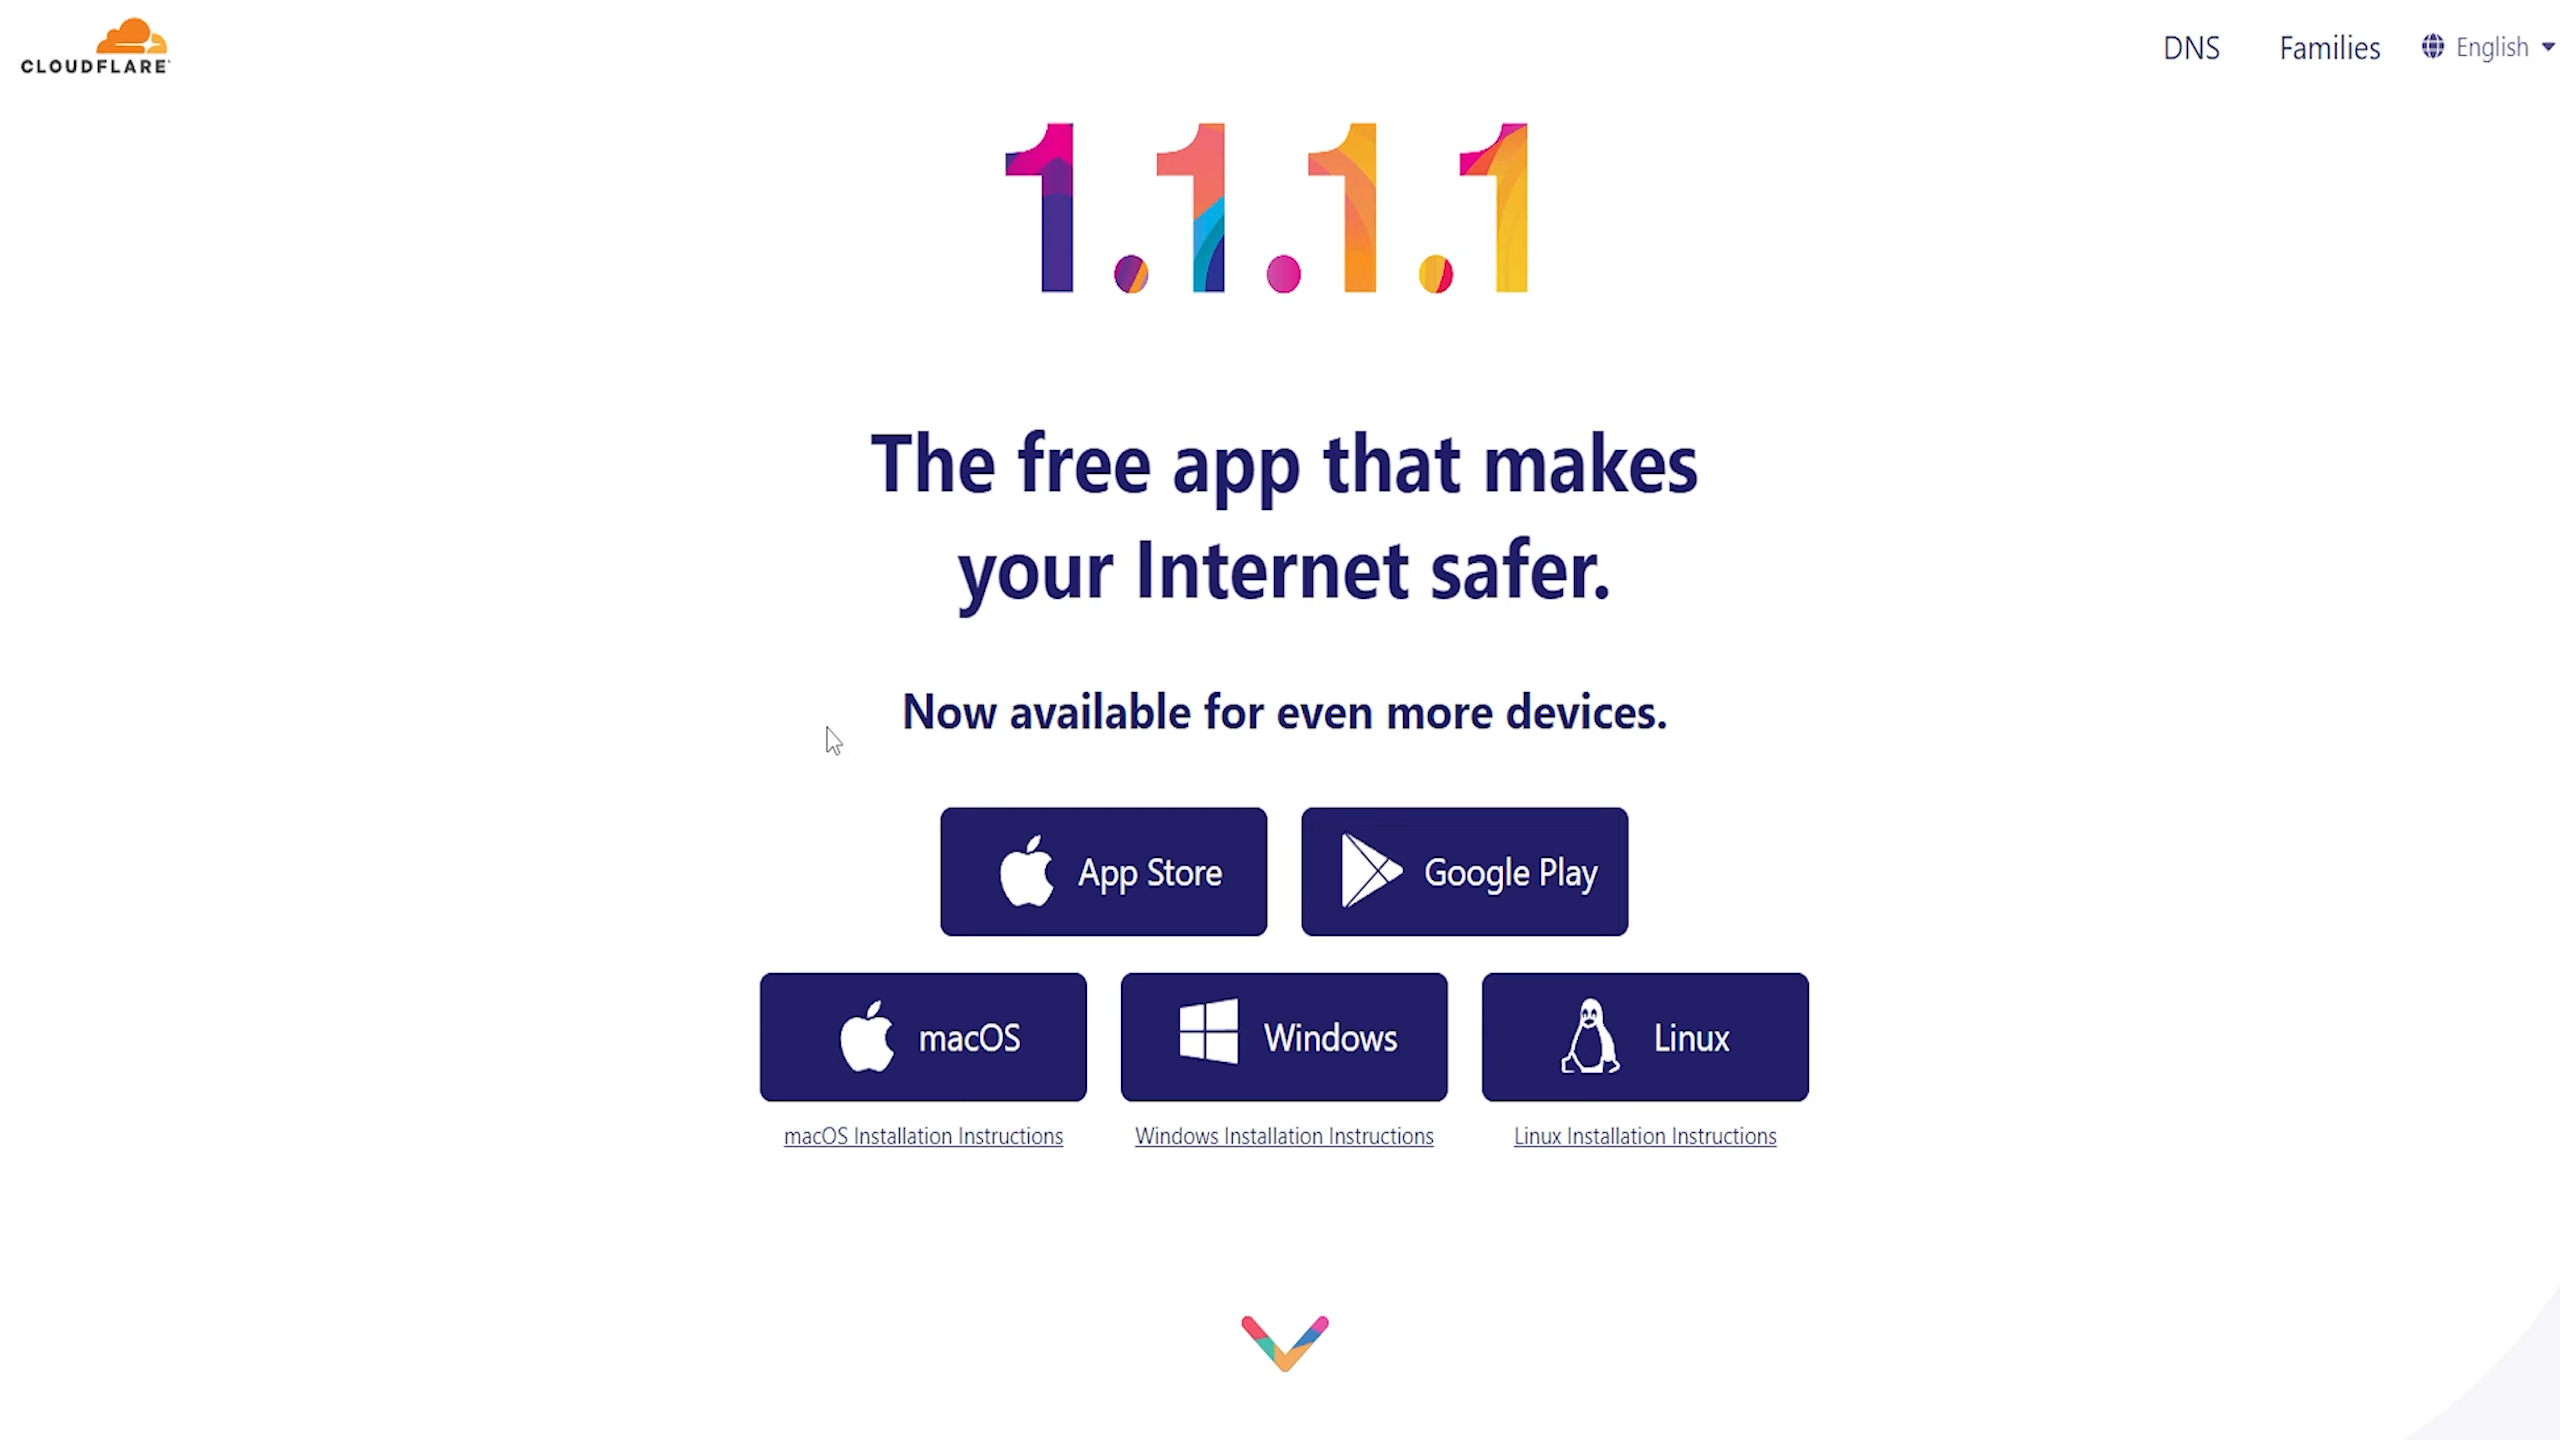 CLOUDFLARE
DNS Families English
1.1.1.1
The free app that makes
your Internet safer.
Now available for even more devices.
App Store Google Play
macOS Windows Linux
macOS Installation Instructions Windows Installation Instructions Linux Installation Instructions